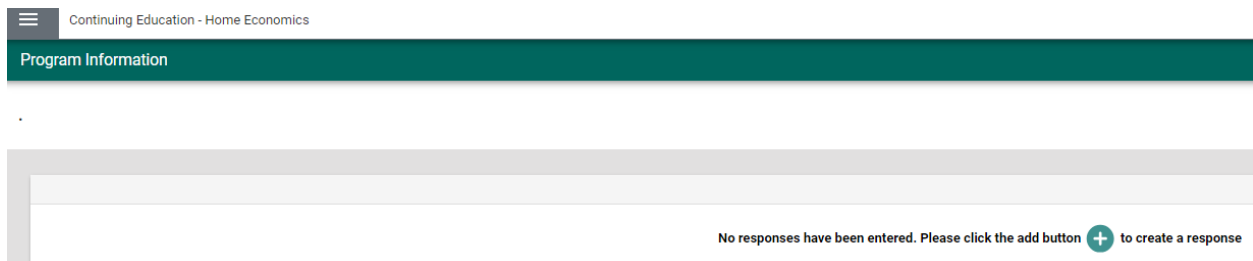 Continuing Education - Home Economics
Program Information
.
No responses have been entered. Please click the add button + to create a response